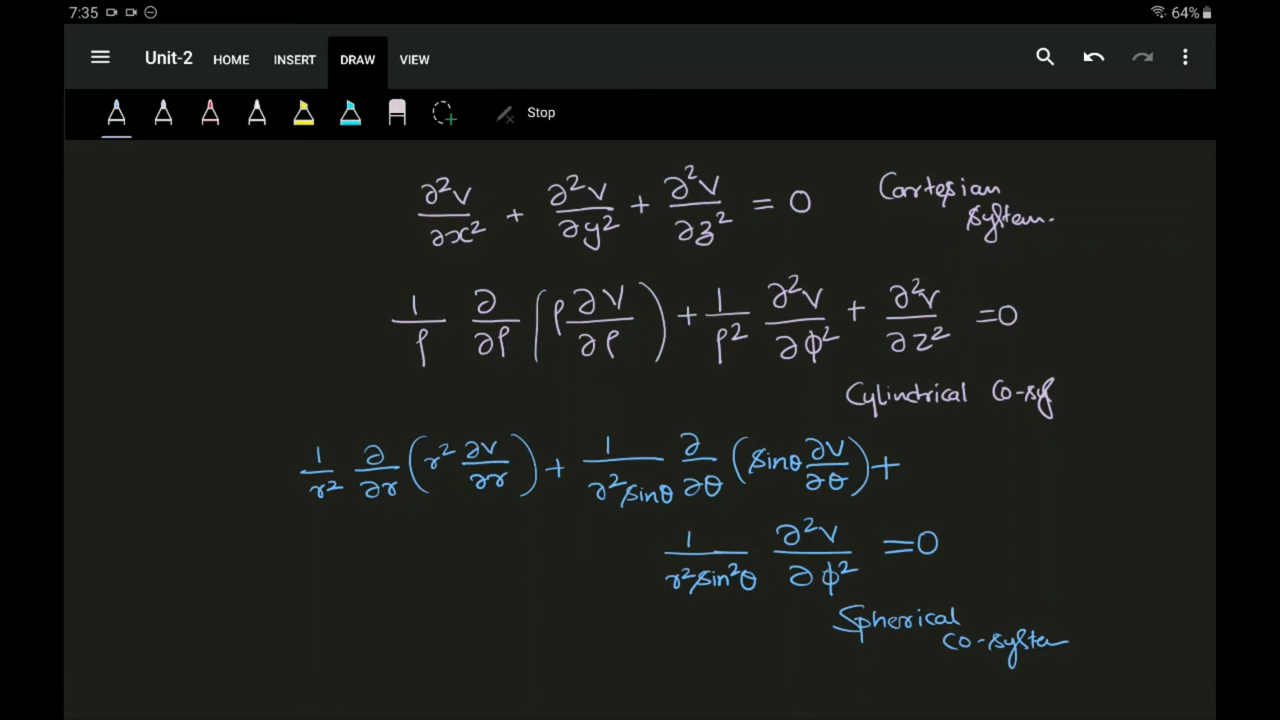 7:35 64%
Unit-2 HOME INSERT DRAW VIEW
Stop
∂²V/∂x² + ∂²V/∂y² + ∂²V/∂z² = 0 Cartesian
System.
1/ρ ∂/∂ρ (ρ ∂V/∂ρ) + 1/ρ² ∂²V/∂ϕ² + ∂²V/∂z² = 0
Cylindrical Co-sys
1/r² ∂/∂r (r² ∂V/∂r) + 1/r² sinθ ∂/∂θ (sinθ ∂V/∂θ) +
1/r² sin²θ ∂²V/∂ϕ² = 0
Spherical
Co-system